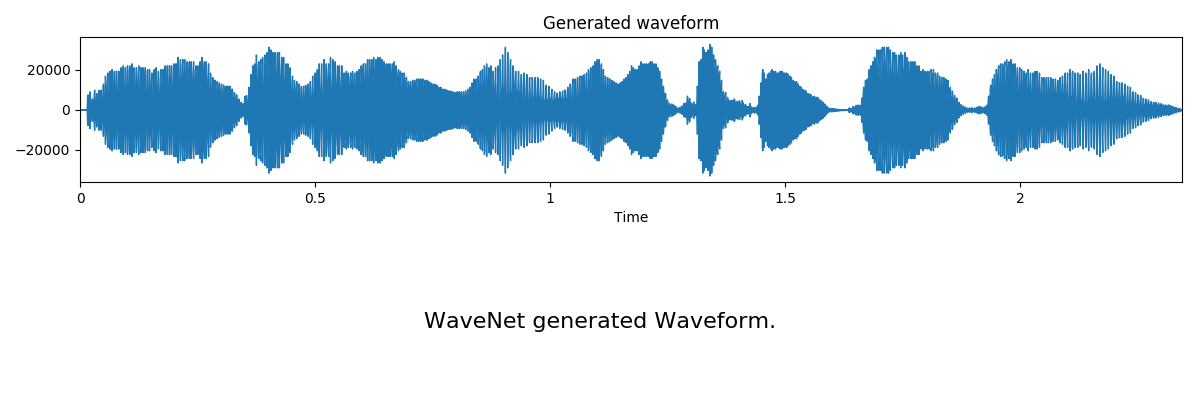 Generated waveform
20000
0
−20000
0 0.5 1 1.5 2
Time
WaveNet generated Waveform.